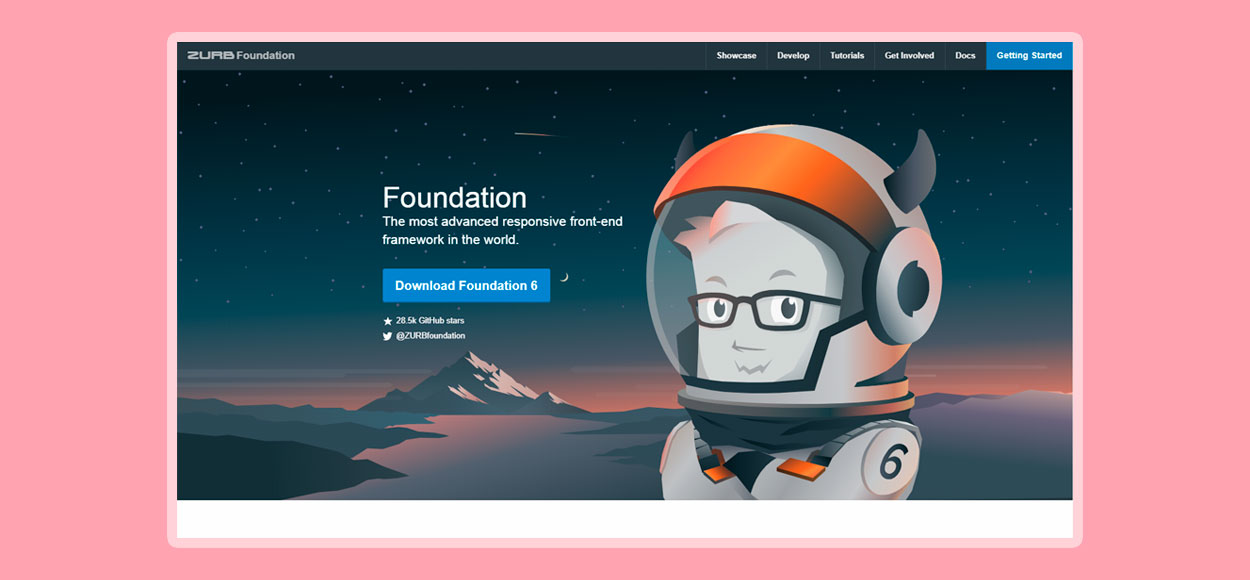 ZURB Foundation
Showcase
Develop
Tutorials
Get Involved
Docs
Getting Started
Foundation
The most advanced responsive front-end
framework in the world.
Download Foundation 6
28.5k GitHub stars
@ZURBfoundation
6